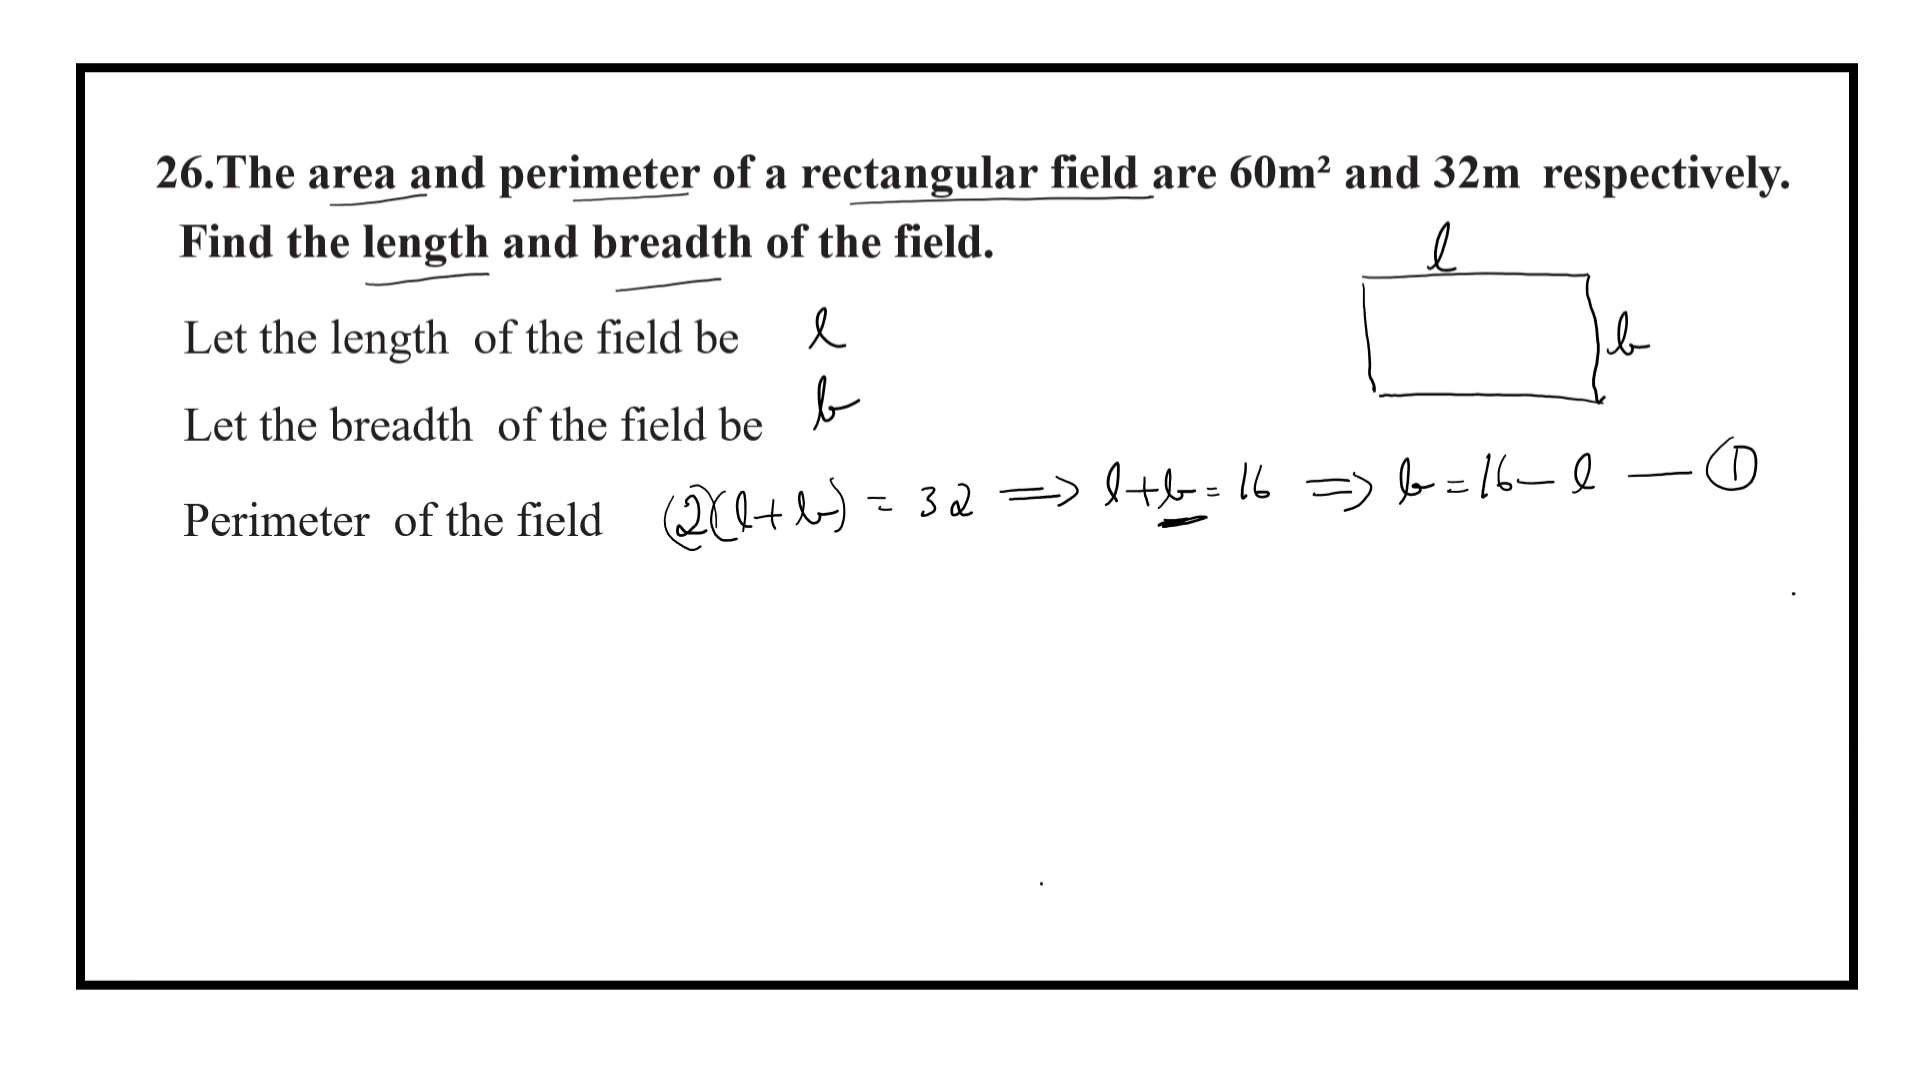 26.The area and perimeter of a rectangular field are 60m² and 32m respectively.
Find the length and breadth of the field.
l
b
Let the length of the field be l
Let the breadth of the field be b
Perimeter of the field 2(l+b) = 32 ⇒ l+b = 16 ⇒ b = 16 – l — ①